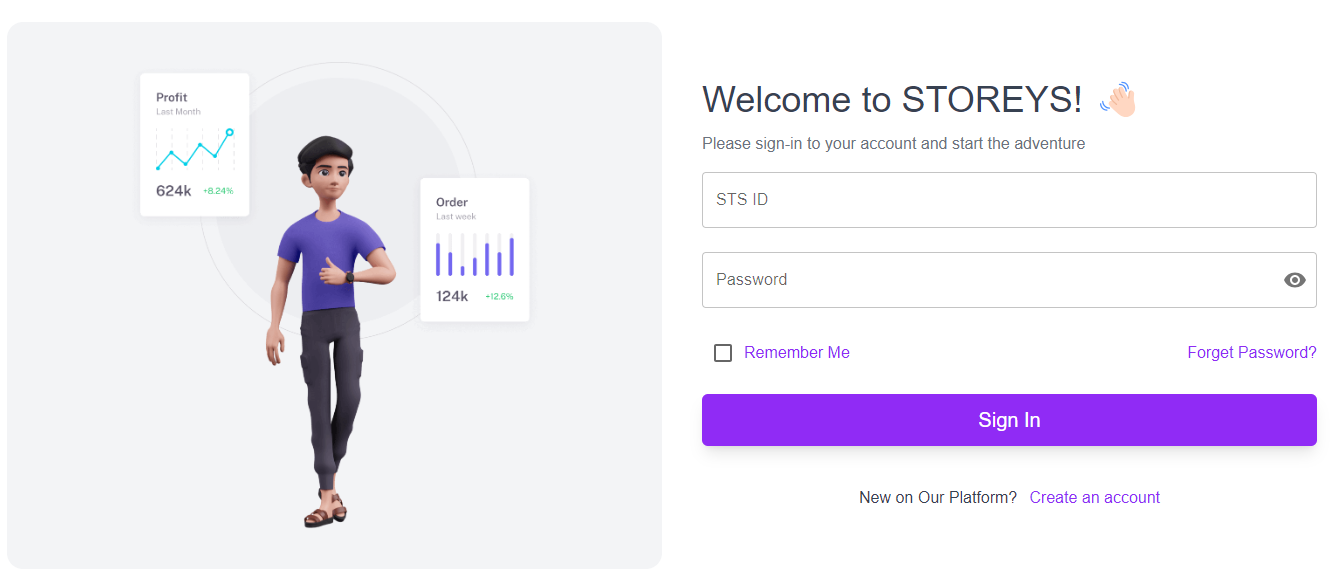 Profit
Last Month
624k +8.24%
Order
Last week
124k +12.6%
Welcome to STOREYS! 👋🏻
Please sign-in to your account and start the adventure
STS ID
Password
Remember Me Forget Password?
Sign In
New on Our Platform? Create an account